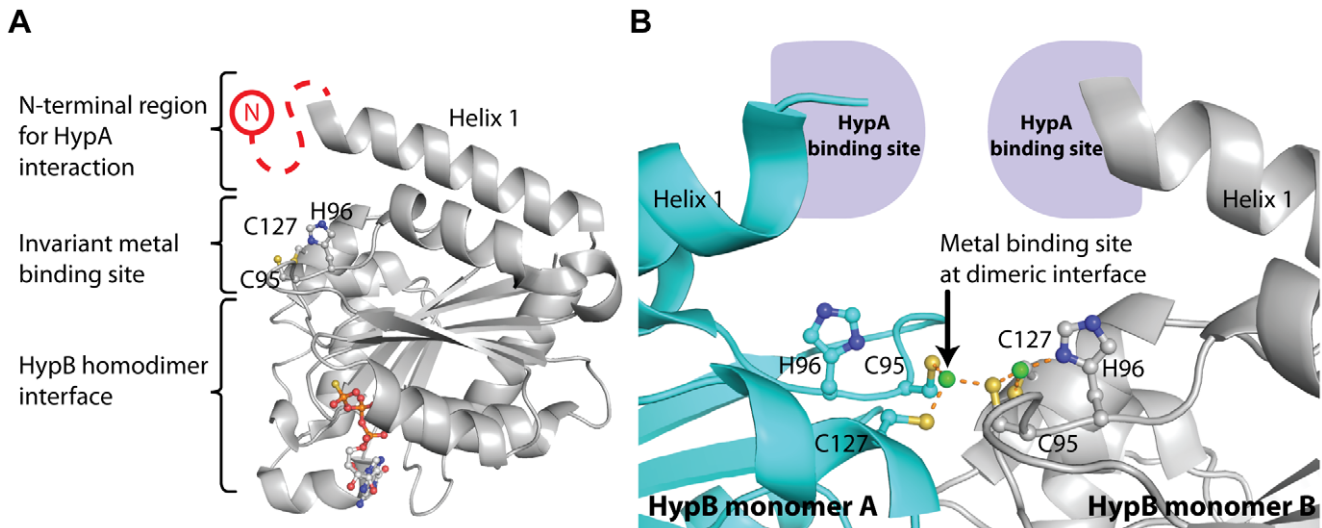 A
N-terminal region
for HypA
interaction
N
Helix 1
Invariant metal
binding site
C127
H96
C95
HypB homodimer
interface
B
HypA
binding site
HypA
binding site
Helix 1
Helix 1
Metal binding site
at dimeric interface
H96
C95
C127
H96
C127
C95
HypB monomer A
HypB monomer B